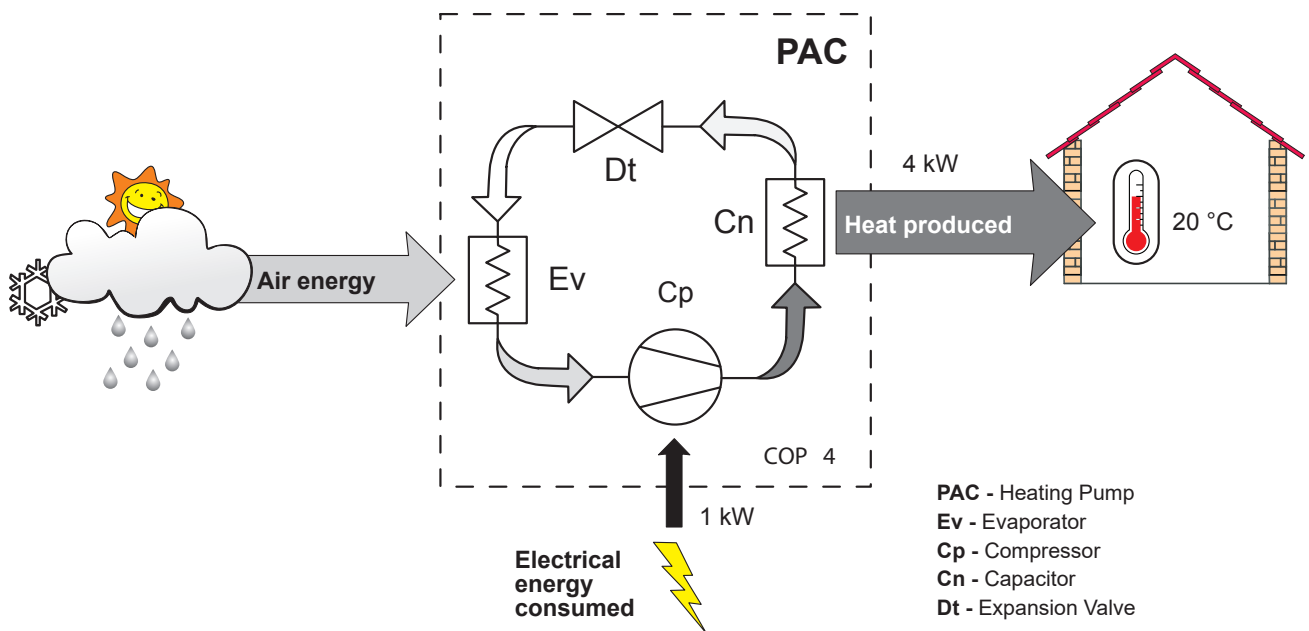 PAC
Dt
4 kW
Cn
Heat produced
20 °C
Air energy
Ev
Cp
COP 4
1 kW
Electrical
energy
consumed
PAC - Heating Pump
Ev - Evaporator
Cp - Compressor
Cn - Capacitor
Dt - Expansion Valve